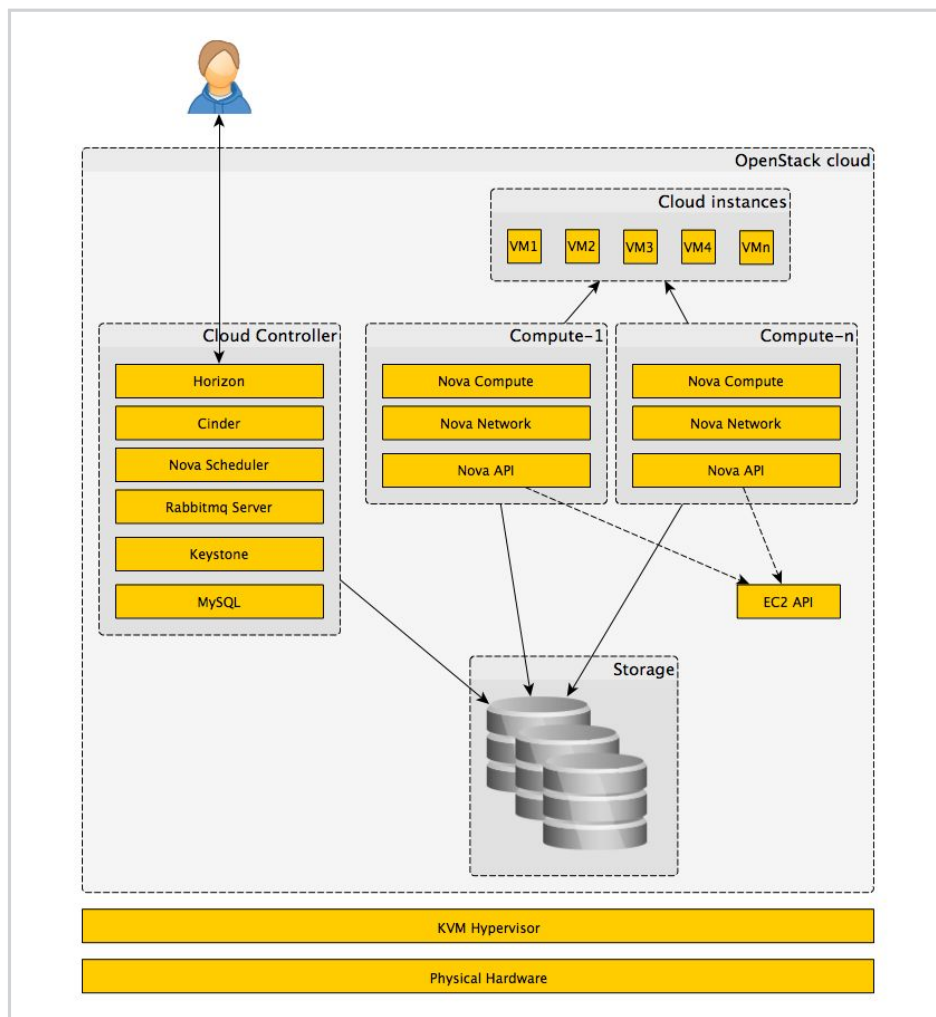 OpenStack cloud
Cloud instances
VM1
VM2
VM3
VM4
VMn
Cloud Controller
Horizon
Cinder
Nova Scheduler
Rabbitmq Server
Keystone
MySQL
Compute-1
Nova Compute
Nova Network
Nova API
Compute-n
Nova Compute
Nova Network
Nova API
EC2 API
Storage
KVM Hypervisor
Physical Hardware